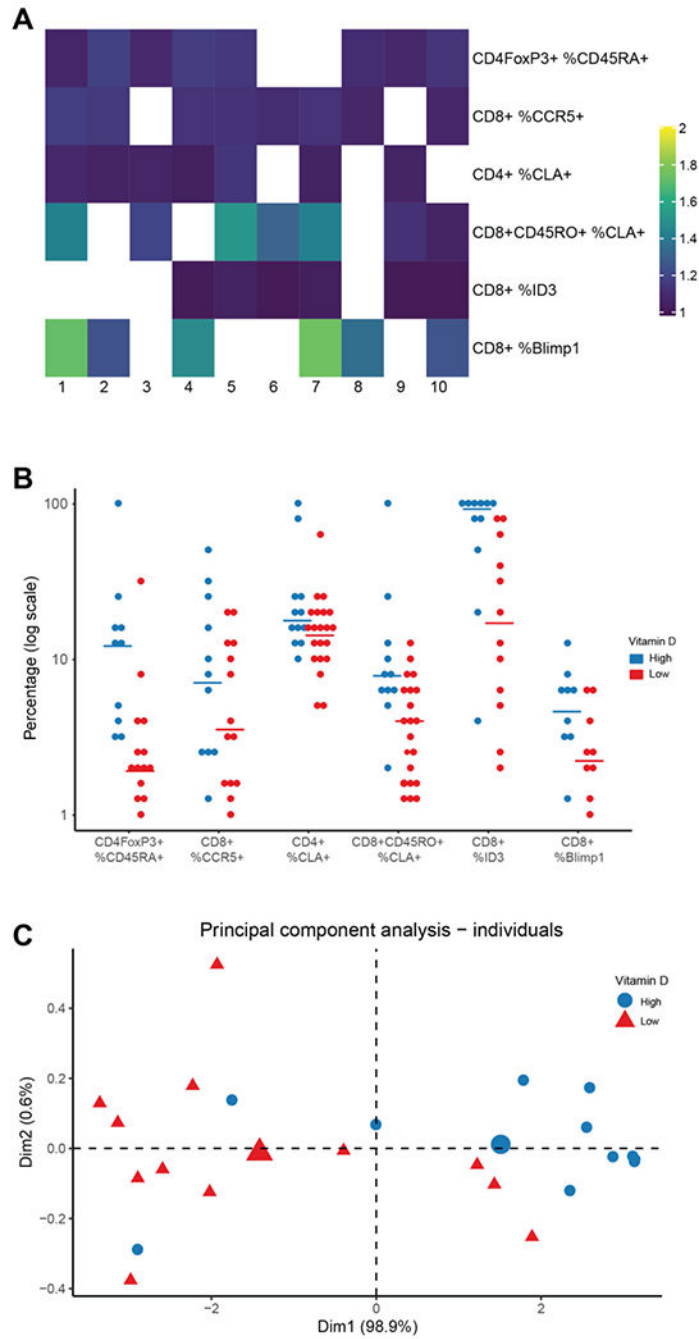 A
CD4FoxP3+ %CD45RA+
CD8+ %CCR5+
CD4+ %CLA+
CD8+CD45RO+ %CLA+
CD8+ %ID3
CD8+ %Blimp1
2
1.8
1.6
1.4
1.2
1
1 2 3 4 5 6 7 8 9 10
B
Percentage (log scale)
100
10
1
Vitamin D
High
Low
CD4FoxP3+ CD8+ CD4+ CD8+CD45RO+ CD8+ CD8+
%CD45RA+ %CCR5+ %CLA+ %CLA+ %ID3 %Blimp1
C
Principal component analysis – individuals
Vitamin D
High
Low
Dim2 (0.6%)
0.4
0.2
0.0
−0.2
−0.4
−2 0 2
Dim1 (98.9%)